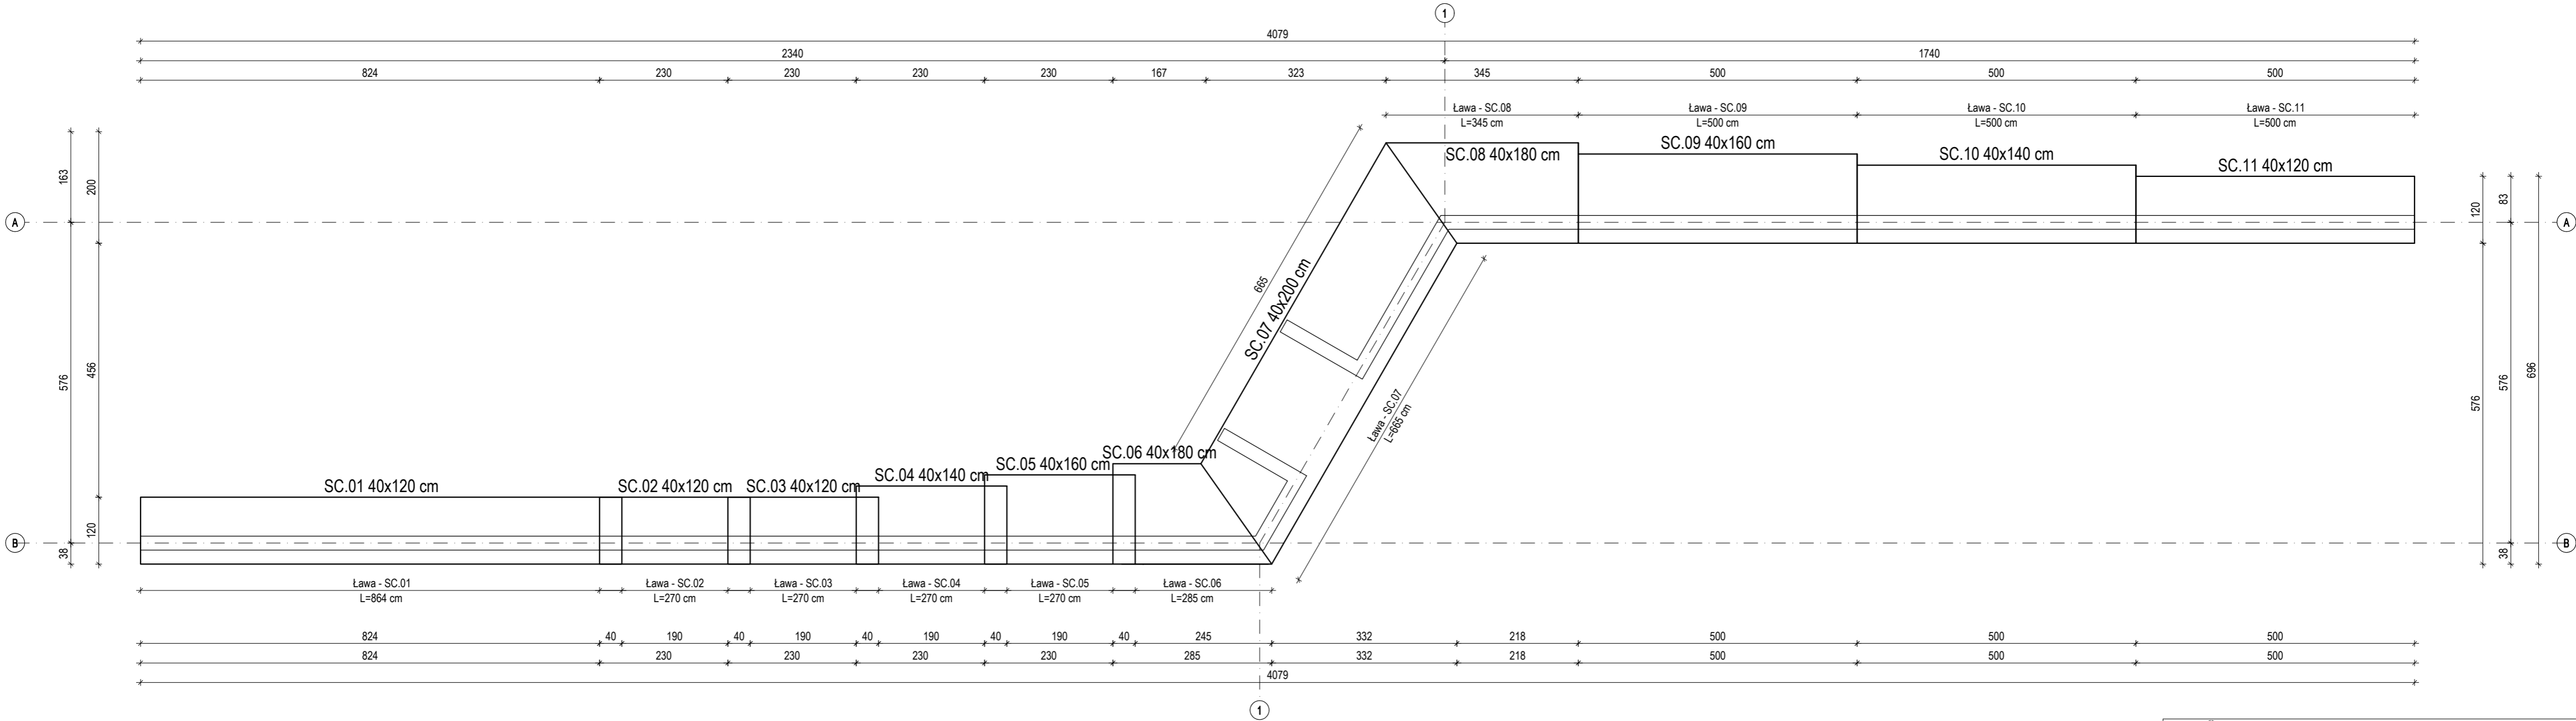 1
4079
2340 1740
824 230 230 230 230 167 323 345 500 500 500
Ława - SC.08 Ława - SC.09 Ława - SC.10 Ława - SC.11
L=345 cm L=500 cm L=500 cm L=500 cm
SC.08 40x180 cm SC.09 40x160 cm SC.10 40x140 cm SC.11 40x120 cm
163 200
120 83
A A
665
SC.07 40x200 cm
576 456
576 576 696
Ława - SC.07
L=665 cm
SC.01 40x120 cm SC.02 40x120 cm SC.03 40x120 cm SC.04 40x140 cm SC.05 40x160 cm SC.06 40x180 cm
120
B B
38 38
Ława - SC.01 Ława - SC.02 Ława - SC.03 Ława - SC.04 Ława - SC.05 Ława - SC.06
L=864 cm L=270 cm L=270 cm L=270 cm L=270 cm L=285 cm
824 40 190 40 190 40 190 40 190 40 245 332 218 500 500 500
824 230 230 230 230 285 332 218 500 500 500
4079
1